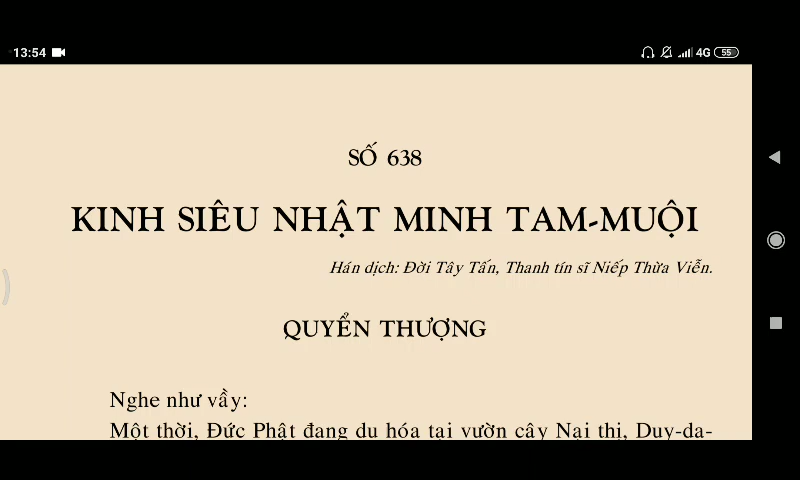 13:54 4G 55
SỐ 638
KINH SIÊU NHẬT MINH TAM-MUỘI
Hán dịch: Đời Tây Tấn, Thanh tín sĩ Niếp Thừa Viễn.
QUYỂN THƯỢNG
Nghe như vầy:
Một thời, Đức Phật đang du hóa tại vườn cây Nại thị, Duy-da-